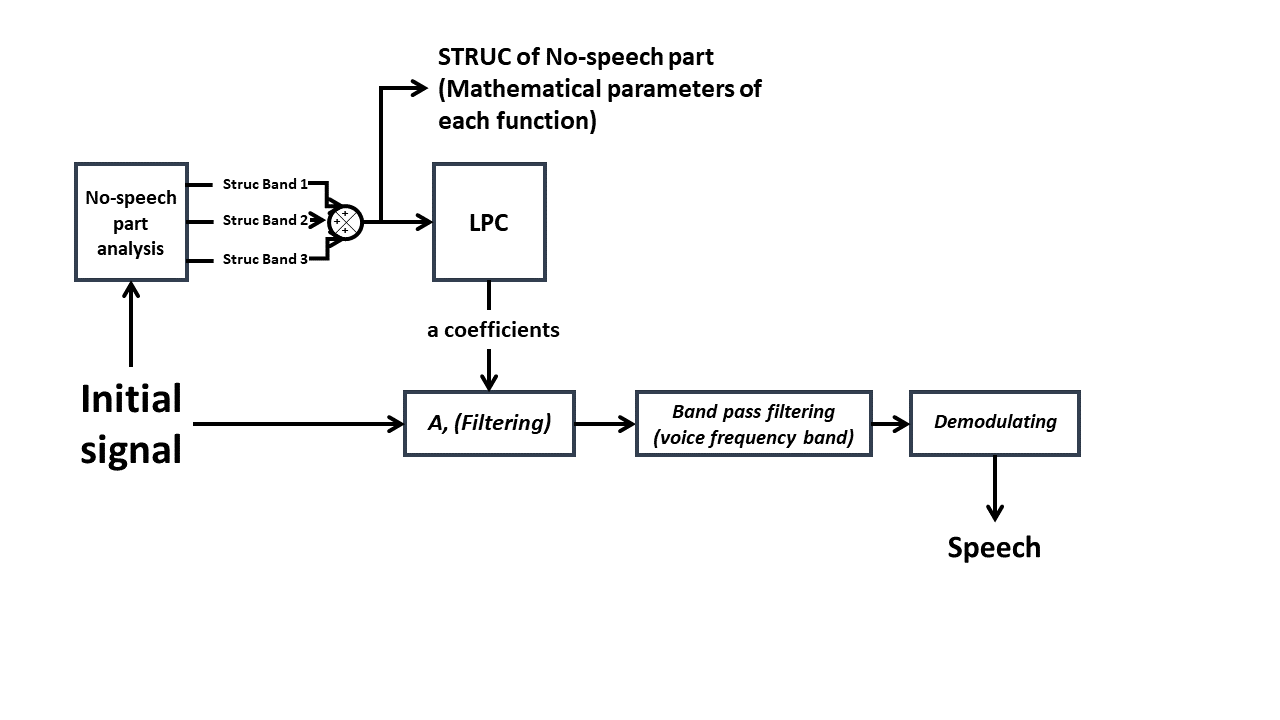 STRUC of No-speech part
(Mathematical parameters of
each function)
No-speech
part
analysis
Struc Band 1
Struc Band 2
Struc Band 3
+
+
+
LPC
a coefficients
Initial
signal
A, (Filtering)
Band pass filtering
(voice frequency band)
Demodulating
Speech